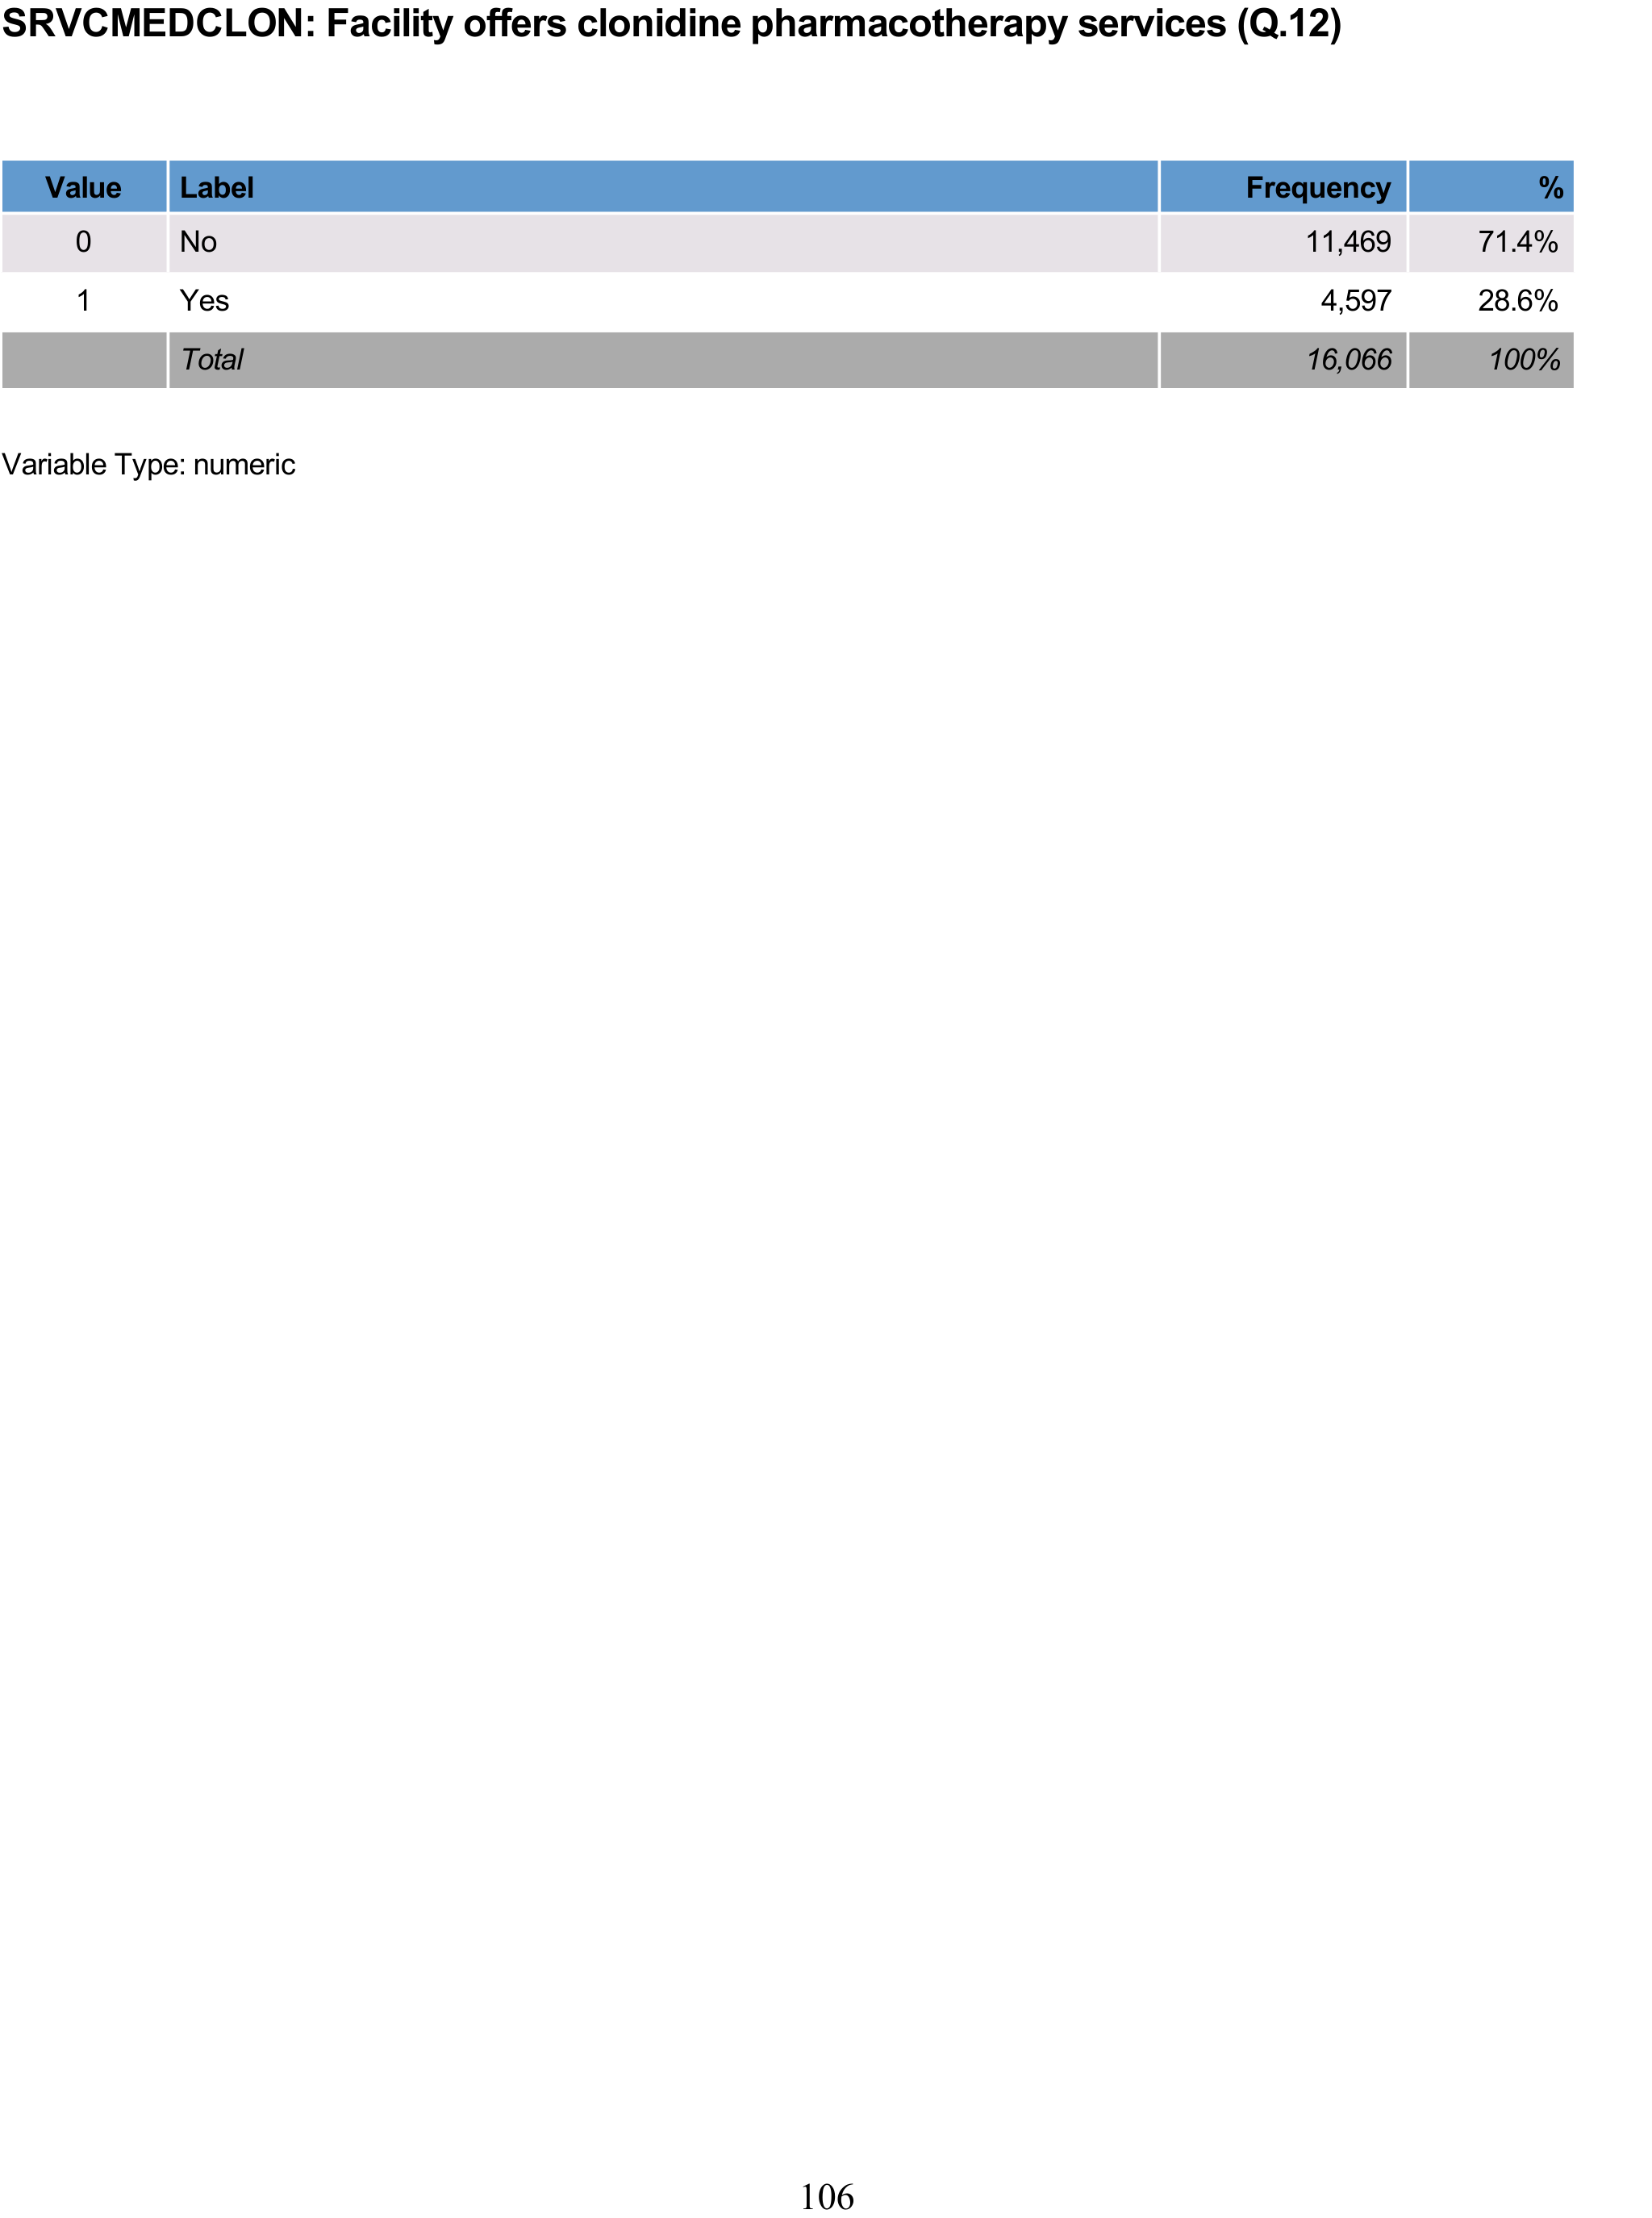 SRVCMEDCLON: Facility offers clonidine pharmacotherapy services (Q.12)
Value Label Frequency %
0 No 11,469 71.4%
1 Yes 4,597 28.6%
Total 16,066 100%
Variable Type: numeric
106